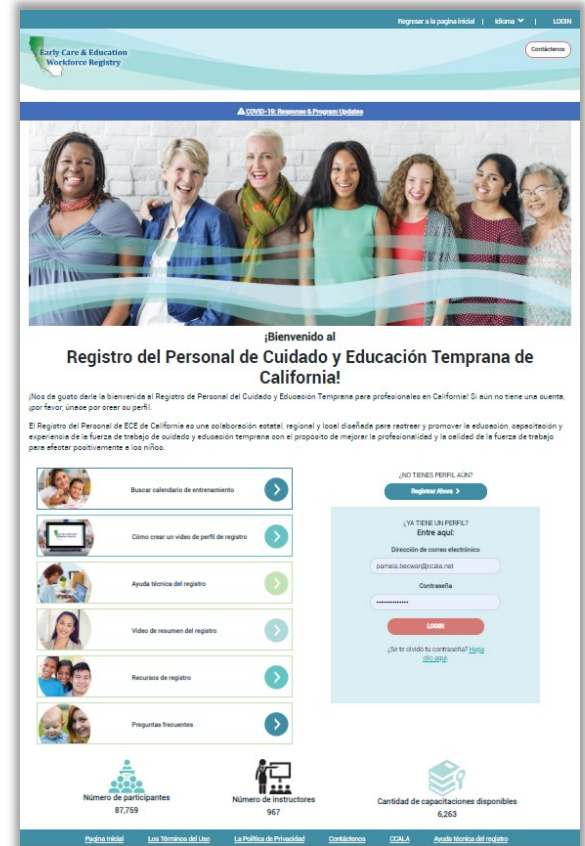 Regresar a la pagina inicial | Idioma | LOGIN
Early Care & Education
Workforce Registry
Contáctenos
COVID-19: Response & Program Updates
¡Bienvenido al
Registro del Personal de Cuidado y Educación Temprana de
California!
¡Nos da gusto darle la bienvenida al Registro de Personal del Cuidado y Educación Temprana para profesionales en California! Si aún no tiene una cuenta,
¡por favor, únase por crear su perfil.
El Registro del Personal de ECE de California es una colaboración estatal, regional y local diseñada para rastrear y promover la educación, capacitación y
experiencia de la fuerza de trabajo de cuidado y educación temprana con el propósito de mejorar la profesionalidad y la calidad de la fuerza de trabajo
para afectar positivamente a los niños.
Buscar calendario de entrenamiento
Cómo crear un video de perfil de registro
Ayuda técnica del registro
Video de resumen del registro
Recursos de registro
Preguntas frecuentes
¿NO TIENES PERFIL AÚN?
Registrar Ahora >
¿YA TIENE UN PERFIL?
Entre aquí:
Dirección de correo electrónico
pamela.becwar@ccala.net
Contraseña
LOGIN
¿Se te olvidó tu contraseña? Haga
clic aquí.
Número de participantes
87,759
Número de instructores
967
Cantidad de capacitaciones disponibles
6,263
Pagina Inicial Los Términos del Uso La Política de Privacidad Contáctenos CCALA Ayuda técnica del registro